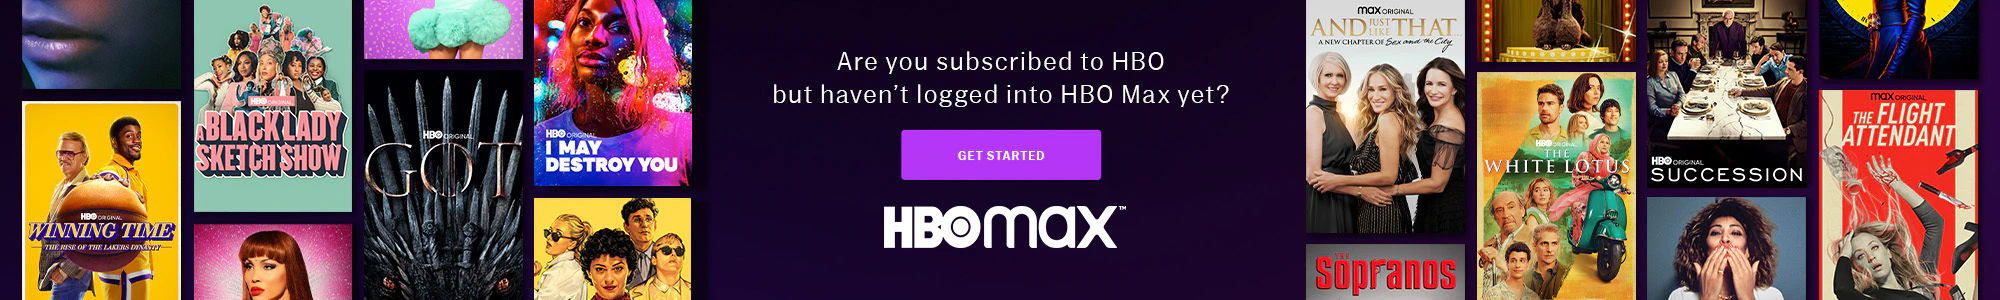 HBO ORIGINAL
WINNING TIME
THE RISE OF THE LAKERS DYNASTY
HBO ORIGINAL
A BLACK LADY
SKETCH SHOW
HBO ORIGINAL
GOT
HBO ORIGINAL
I MAY
DESTROY YOU
Are you subscribed to HBO
but haven't logged into HBO Max yet?
GET STARTED
HBOmax™
max ORIGINAL
AND JUST LIKE THAT...
A NEW CHAPTER OF Sex and the City
THE
SOPRANOS
HBO ORIGINAL
THE
WHITE LOTUS
HBO ORIGINAL
SUCCESSION
max ORIGINAL
THE FLIGHT
ATTENDANT